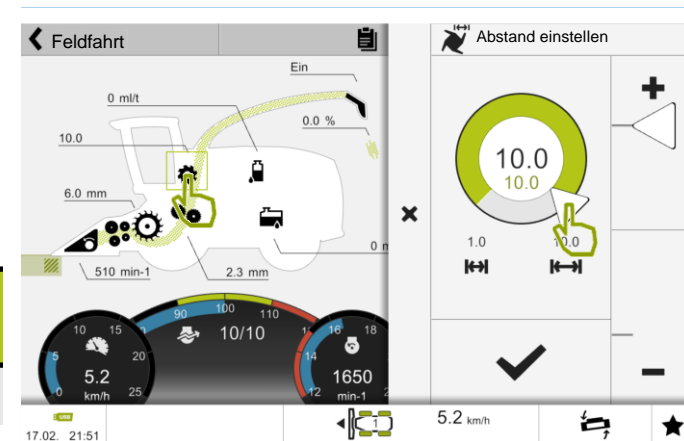 Feldfahrt
Abstand einstellen
Ein
0 ml/t
0.0 %
10.0
6.0 mm
510 min-1
2.3 mm
10.0
10.0
1.0
10.0
90 100 110
10/10
0 5 10 15 20 25
5.2
km/h
12 14 16 18
1650
min-1
USB
17.02. 21:51
1
5.2 km/h